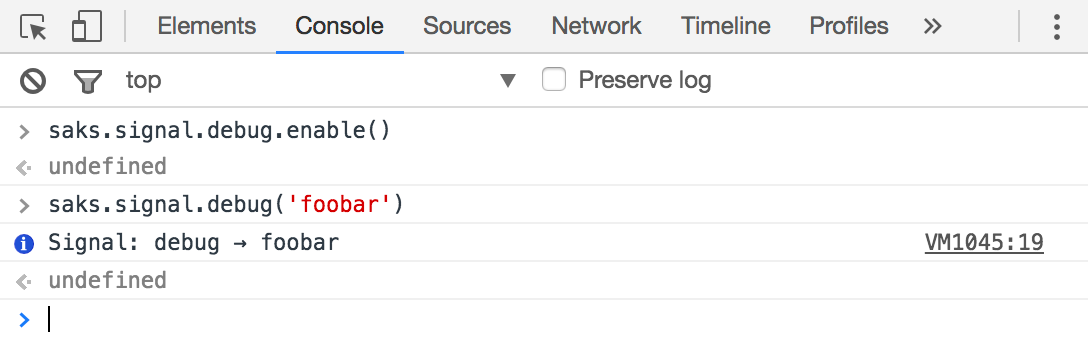 Elements Console Sources Network Timeline Profiles »
top ▼ Preserve log
> saks.signal.debug.enable()
<· undefined
> saks.signal.debug('foobar')
Signal: debug → foobar VM1045:19
<· undefined
>